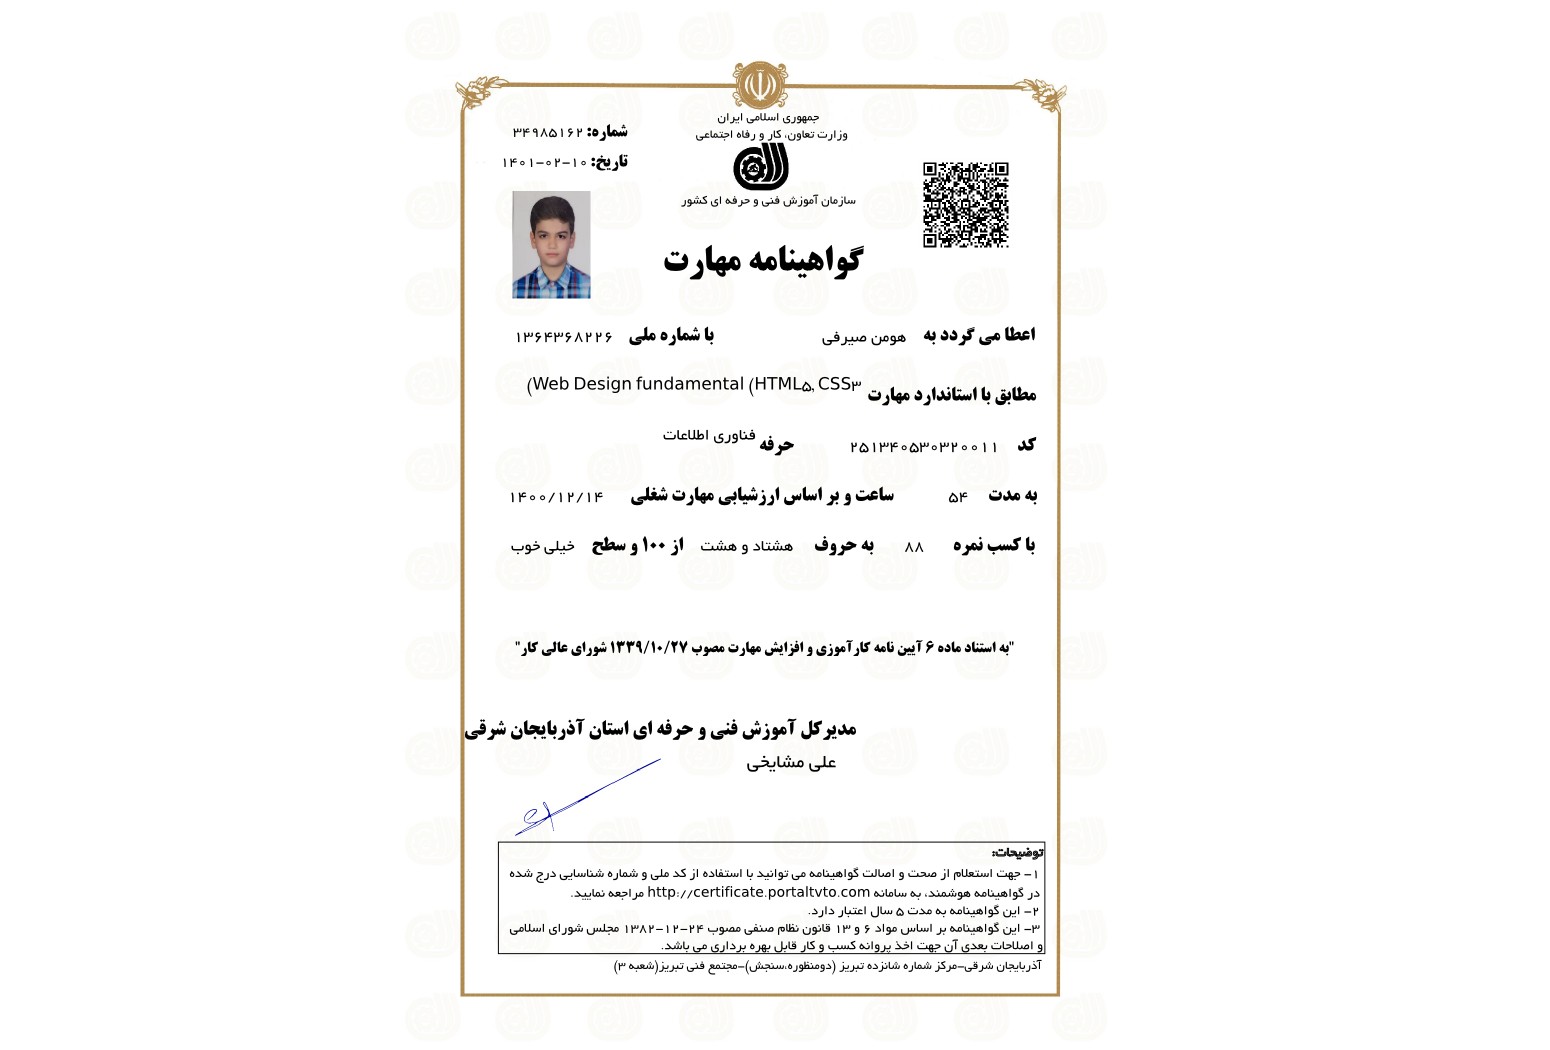 جمهوری اسلامی ایران
وزارت تعاون، کار و رفاه اجتماعی
شماره: ۳۴۹۸۵۱۶۲
تاریخ: ۱۴۰۱-۰۲-۱۰
سازمان آموزش فنی و حرفه ای کشور
گواهینامه مهارت
اعطا می گردد به هومن صیرفی با شماره ملی ۱۳۶۴۳۶۸۲۲۶
مطابق با استاندارد مهارت Web Design fundamental (HTML۵, CSS۳)
کد ۲۵۱۳۴۰۵۳۰۳۲۰۰۱۱ حرفه فناوری اطلاعات
به مدت ۵۴ ساعت و بر اساس ارزشیابی مهارت شغلی ۱۴۰۰/۱۲/۱۴
با کسب نمره ۸۸ به حروف هشتاد و هشت از ۱۰۰ و سطح خیلی خوب
"به استناد ماده ۶ آیین نامه کارآموزی و افزایش مهارت مصوب ۱۳۳۹/۱۰/۲۷ شورای عالی کار"
مدیرکل آموزش فنی و حرفه ای استان آذربایجان شرقی
علی مشایخی
توضیحات:
۱- جهت استعلام از صحت و اصالت گواهینامه می توانید با استفاده از کد ملی و شماره شناسایی درج شده
در گواهینامه هوشمند، به سامانه http://certificate.portaltvto.com مراجعه نمایید.
۲- این گواهینامه به مدت ۵ سال اعتبار دارد.
۳- این گواهینامه بر اساس مواد ۶ و ۱۳ قانون نظام صنفی مصوب ۲۴-۱۲-۱۳۸۲ مجلس شورای اسلامی
و اصلاحات بعدی آن جهت اخذ پروانه کسب و کار قابل بهره برداری می باشد.
آذربایجان شرقی-مرکز شماره شانزده تبریز (دومنظوره،سنجش)-مجتمع فنی تبریز(شعبه ۳)